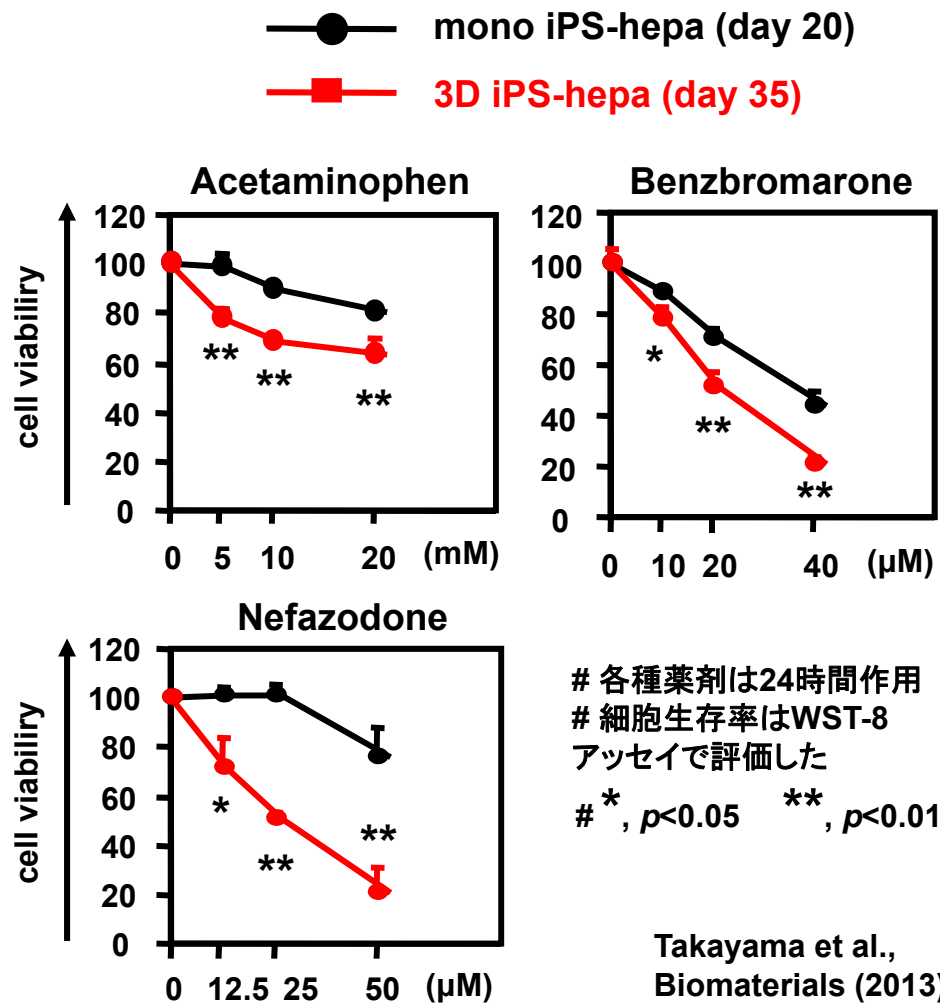 mono iPS-hepa (day 20)
3D iPS-hepa (day 35)
Acetaminophen
cell viabiliry
120
100
80
60
40
20
0
** ** **
0 5 10 20 (mM)
Benzbromarone
120
100
80
60
40
20
0
* ** **
0 10 20 40 (µM)
Nefazodone
cell viabiliry
120
100
80
60
40
20
0
* ** **
0 12.5 25 50 (µM)
# 各種薬剤は24時間作用
# 細胞生存率はWST-8
アッセイで評価した
# *, p<0.05 **, p<0.01
Takayama et al.,
Biomaterials (2013)